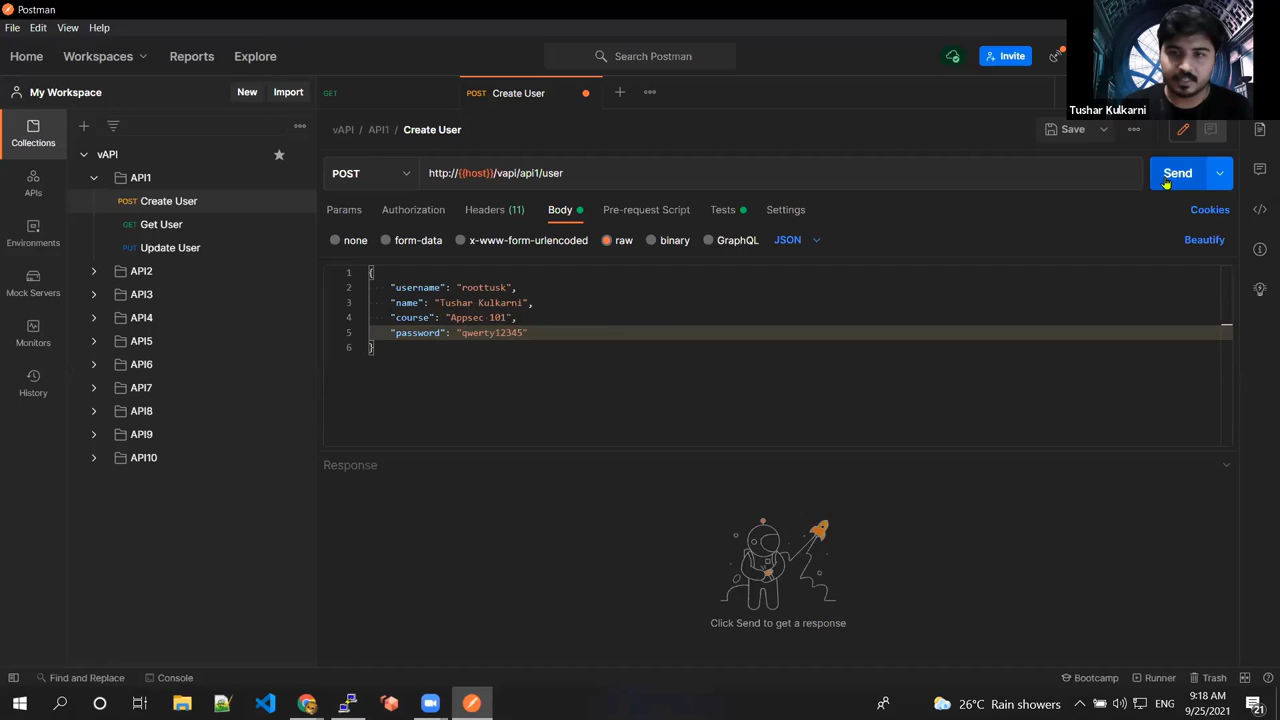 Postman
File Edit View Help
Home Workspaces Reports Explore
Search Postman
Invite
Tushar Kulkarni
My Workspace
New Import
GET
POST Create User
vAPI / API1 / Create User
Save
Collections
APIs
Environments
Mock Servers
Monitors
History
vAPI
API1
POST Create User
GET Get User
PUT Update User
API2
API3
API4
API5
API6
API7
API8
API9
API10
POST
http://{{host}}/vapi/api1/user
Send
Params Authorization Headers (11) Body Pre-request Script Tests Settings
Cookies
none form-data x-www-form-urlencoded raw binary GraphQL JSON
Beautify
1 {
2 "username": "roottusk",
3 "name": "Tushar Kulkarni",
4 "course": "Appsec 101",
5 "password": "qwerty12345"
6 }
Response
Click Send to get a response
Find and Replace Console
Bootcamp Runner Trash
26°C Rain showers
ENG
9:18 AM
9/25/2021
21